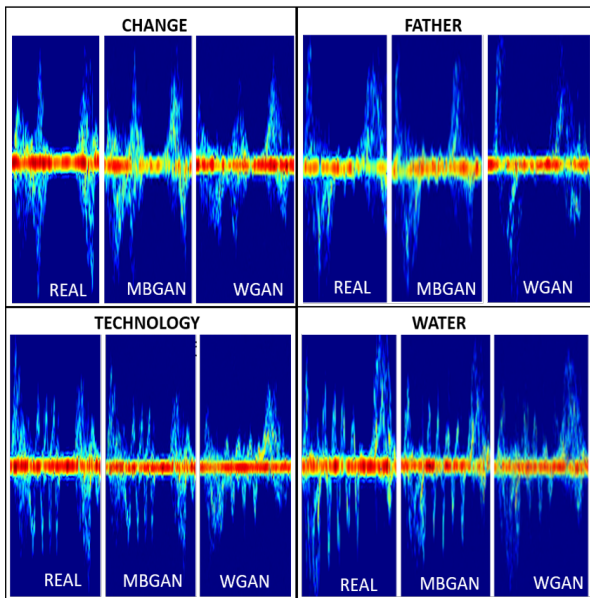 CHANGE
REAL
MBGAN
WGAN
FATHER
REAL
MBGAN
WGAN
TECHNOLOGY
REAL
MBGAN
WGAN
WATER
REAL
MBGAN
WGAN